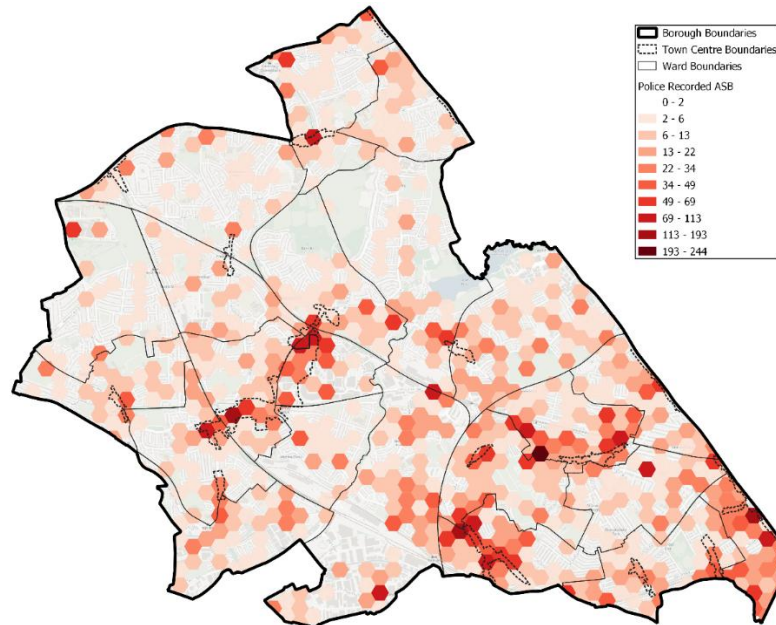 Borough Boundaries
Town Centre Boundaries
Ward Boundaries
Police Recorded ASB
0 - 2
2 - 6
6 - 13
13 - 22
22 - 34
34 - 49
49 - 69
69 - 113
113 - 193
193 - 244